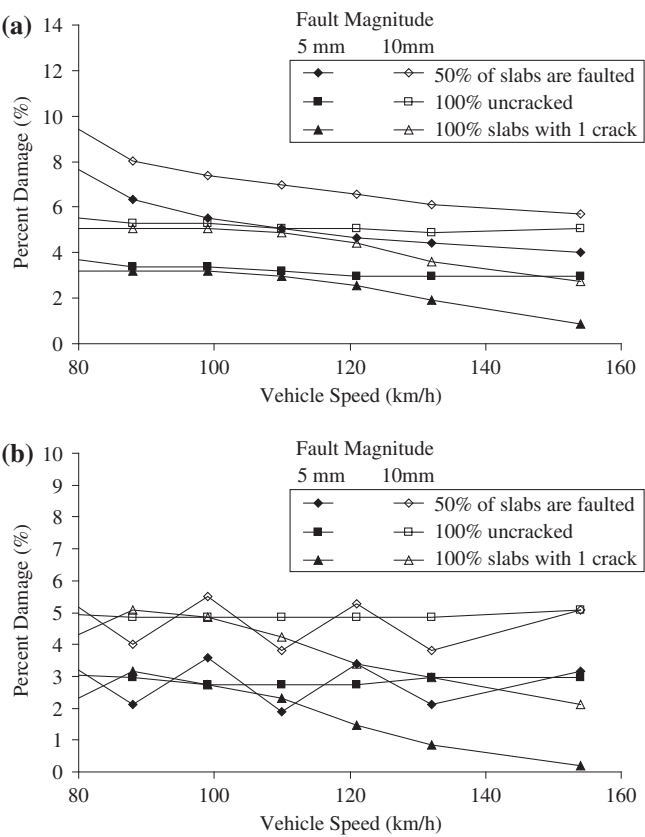 (a)
Percent Damage (%)
14
12
10
8
6
4
2
0
80
100
120
140
160
Vehicle Speed (km/h)
Fault Magnitude
5 mm 10mm
50% of slabs are faulted
100% uncracked
100% slabs with 1 crack
(b)
Percent Damage (%)
10
9
8
7
6
5
4
3
2
1
0
80
100
120
140
160
Vehicle Speed (km/h)
Fault Magnitude
5 mm 10mm
50% of slabs are faulted
100% uncracked
100% slabs with 1 crack